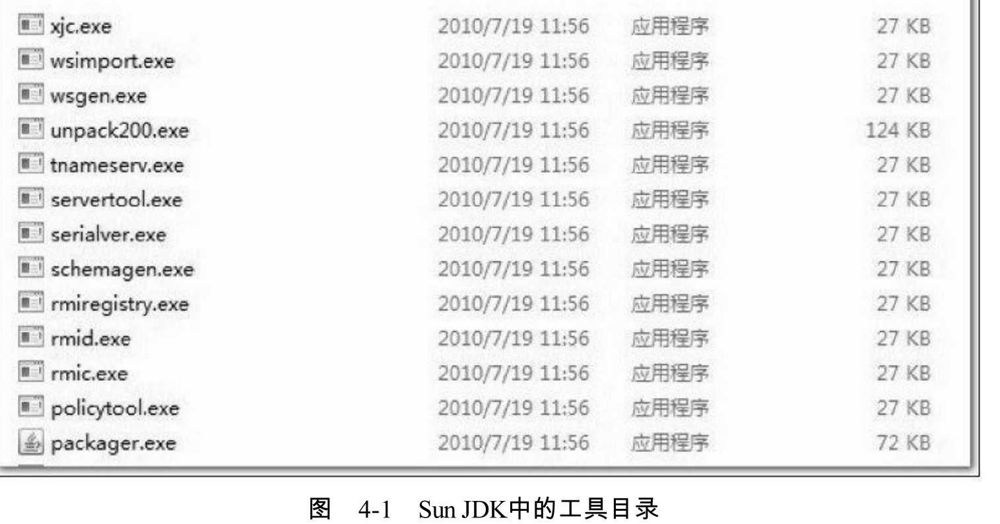 xjc.exe 2010/7/19 11:56 应用程序 27 KB
wsimport.exe 2010/7/19 11:56 应用程序 27 KB
wsgen.exe 2010/7/19 11:56 应用程序 27 KB
unpack200.exe 2010/7/19 11:56 应用程序 124 KB
tnameserv.exe 2010/7/19 11:56 应用程序 27 KB
servertool.exe 2010/7/19 11:56 应用程序 27 KB
serialver.exe 2010/7/19 11:56 应用程序 27 KB
schemagen.exe 2010/7/19 11:56 应用程序 27 KB
rmiregistry.exe 2010/7/19 11:56 应用程序 27 KB
rmid.exe 2010/7/19 11:56 应用程序 27 KB
rmic.exe 2010/7/19 11:56 应用程序 27 KB
policytool.exe 2010/7/19 11:56 应用程序 27 KB
packager.exe 2010/7/19 11:56 应用程序 72 KB
图 4-1 Sun JDK中的工具目录